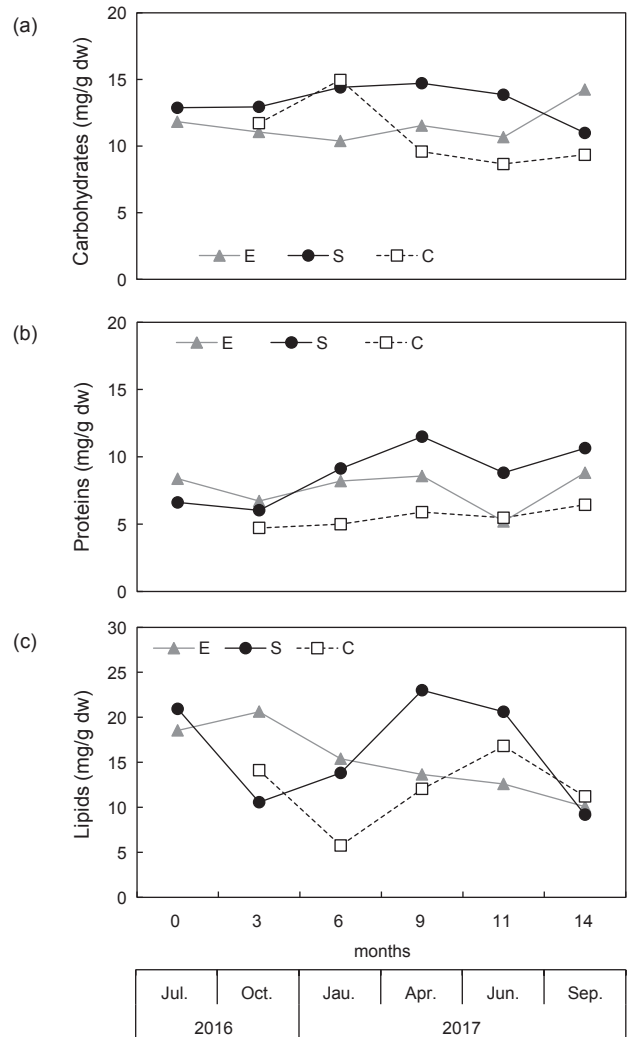 (a)
Carbohydrates (mg/g dw)
20
15
10
5
0
E S C
(b)
Proteins (mg/g dw)
20
15
10
5
0
E S C
(c)
Lipids (mg/g dw)
30
25
20
15
10
5
0
E S C
0 3 6 9 11 14
months
Jul. Oct. Jau. Apr. Jun. Sep.
2016 2017